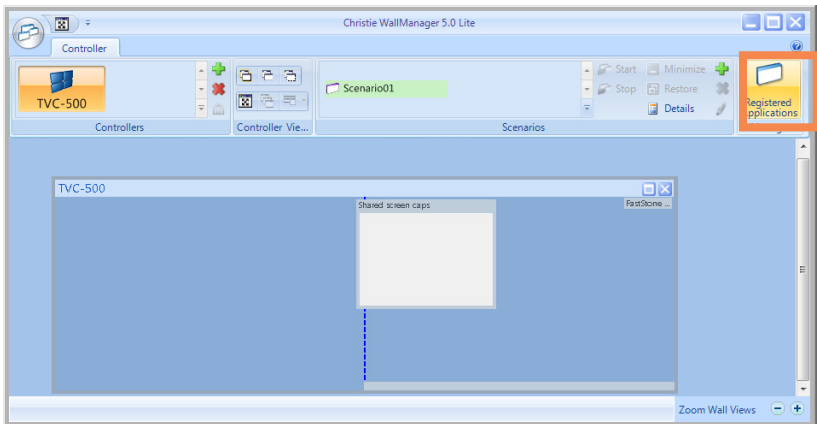 Christie WallManager 5.0 Lite
Controller
TVC-500
Controllers
Controller Vie...
Scenario01
Start
Minimize
Stop
Restore
Details
Scenarios
Registered
Applications
TVC-500
Shared screen caps
FastStone ...
Zoom Wall Views